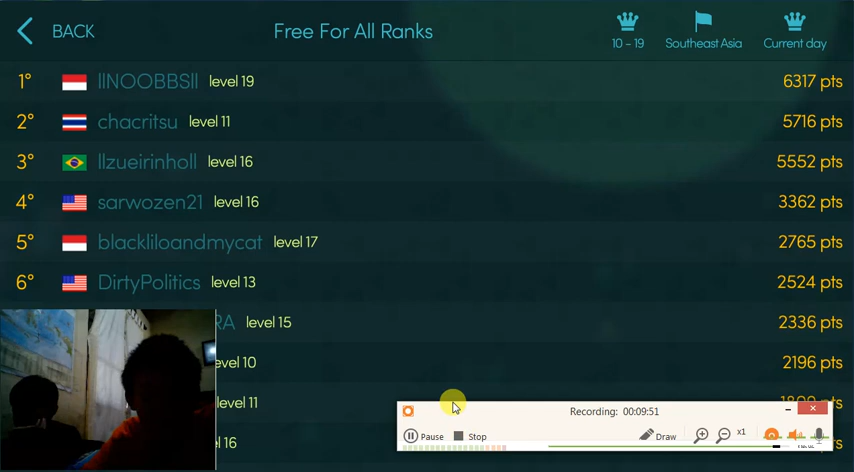 BACK
Free For All Ranks
10 - 19
Southeast Asia
Current day
1° llNOOBBSll level 19 6317 pts
2° chacritsu level 11 5716 pts
3° llzueirinholl level 16 5552 pts
4° sarwozen21 level 16 3362 pts
5° blackliloandmycat level 17 2765 pts
6° DirtyPolitics level 13 2524 pts
RA level 15 2336 pts
evel 10 2196 pts
level 11
l 16
Recording: 00:09:51
Pause Stop Draw x1